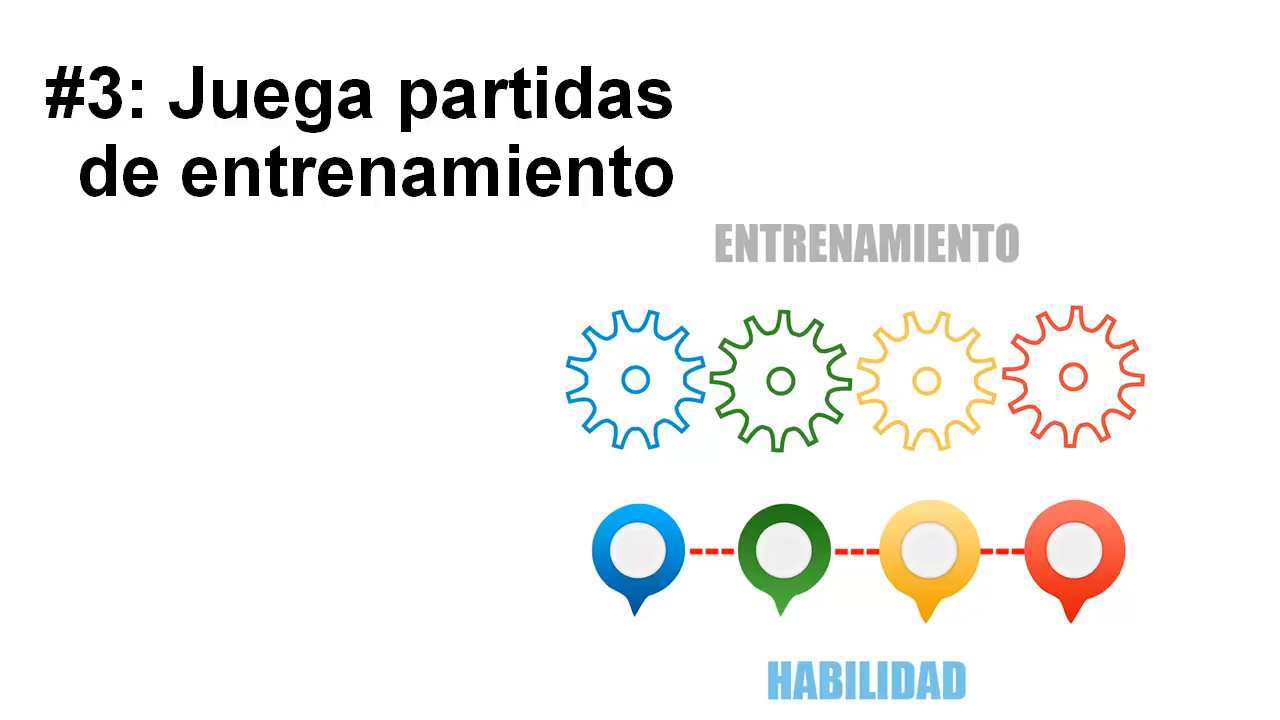 #3: Juega partidas
de entrenamiento
ENTRENAMIENTO
HABILIDAD